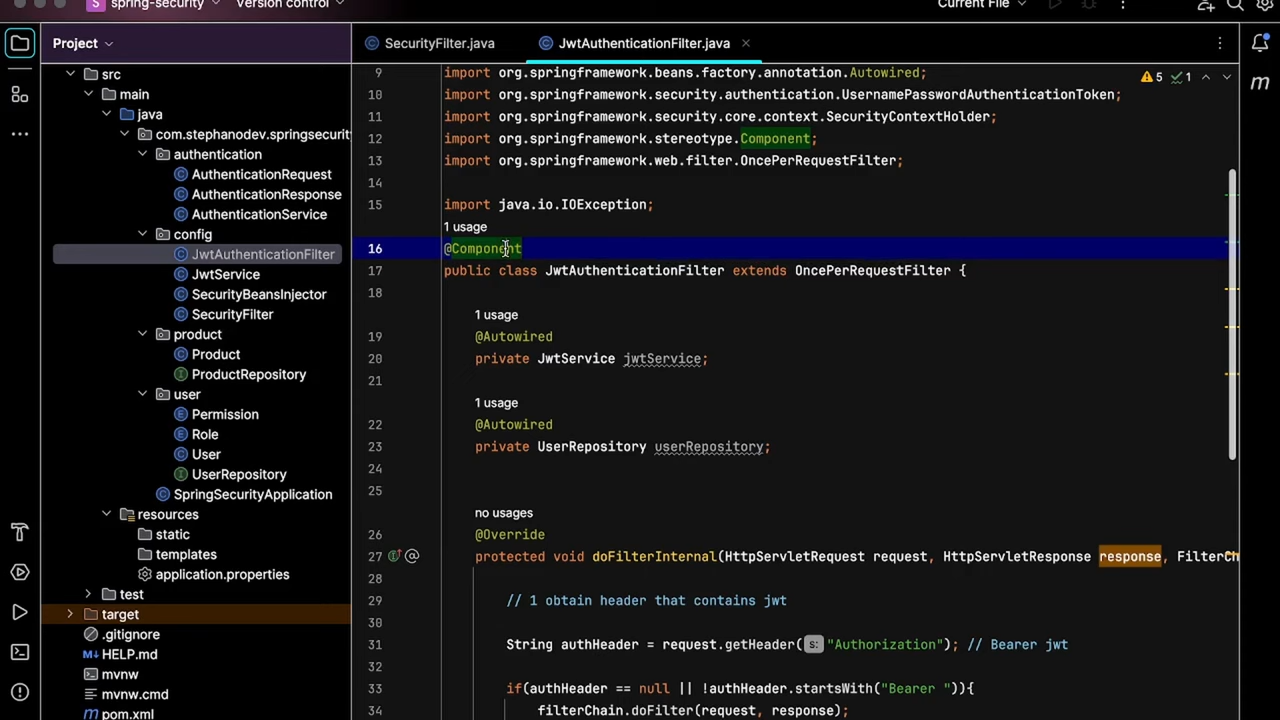 S spring-security Version control Current File
Project
SecurityFilter.java JwtAuthenticationFilter.java
src
main
java
com.stephanodev.springsecurity
authentication
AuthenticationRequest
AuthenticationResponse
AuthenticationService
config
JwtAuthenticationFilter
JwtService
SecurityBeansInjector
SecurityFilter
product
Product
ProductRepository
user
Permission
Role
User
UserRepository
SpringSecurityApplication
resources
static
templates
application.properties
test
target
.gitignore
HELP.md
mvnw
mvnw.cmd
pom.xml
5 1
9 import org.springframework.beans.factory.annotation.Autowired;
10 import org.springframework.security.authentication.UsernamePasswordAuthenticationToken;
11 import org.springframework.security.core.context.SecurityContextHolder;
12 import org.springframework.stereotype.Component;
13 import org.springframework.web.filter.OncePerRequestFilter;
14
15 import java.io.IOException;
1 usage
16 @Component
17 public class JwtAuthenticationFilter extends OncePerRequestFilter {
18
1 usage
19 @Autowired
20 private JwtService jwtService;
21
1 usage
22 @Autowired
23 private UserRepository userRepository;
24
25
no usages
26 @Override
27 protected void doFilterInternal(HttpServletRequest request, HttpServletResponse response, FilterCh
28
29 // 1 obtain header that contains jwt
30
31 String authHeader = request.getHeader( s: "Authorization"); // Bearer jwt
32
33 if(authHeader == null || !authHeader.startsWith("Bearer ")){
34 filterChain.doFilter(request, response);
m